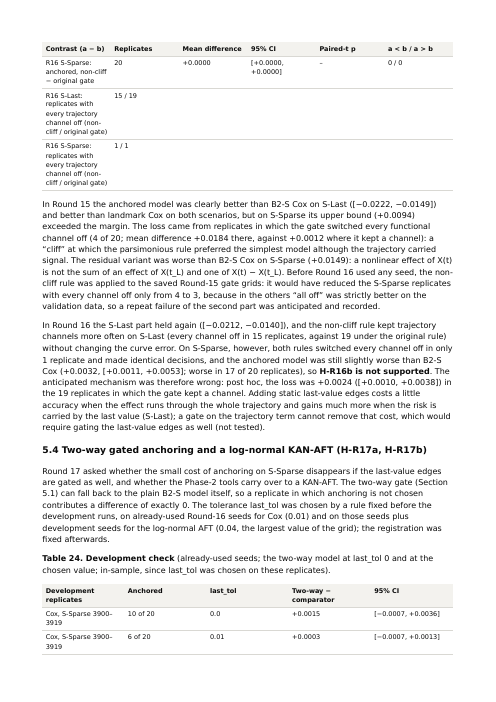 Contrast (a − b) Replicates Mean difference 95% CI Paired-t p a < b / a > b
R16 S-Sparse: 20 +0.0000 [+0.0000, – 0 / 0
anchored, non-cliff +0.0000]
− original gate
R16 S-Last: 15 / 19
replicates with
every trajectory
channel off (non-
cliff / original gate)
R16 S-Sparse: 1 / 1
replicates with
every trajectory
channel off (non-
cliff / original gate)
In Round 15 the anchored model was clearly better than B2-S Cox on S-Last ([−0.0222, −0.0149])
and better than landmark Cox on both scenarios, but on S-Sparse its upper bound (+0.0094)
exceeded the margin. The loss came from replicates in which the gate switched every functional
channel off (4 of 20; mean difference +0.0184 there, against +0.0012 where it kept a channel): a
“cliff” at which the parsimonious rule preferred the simplest model although the trajectory carried
signal. The residual variant was worse than B2-S Cox on S-Sparse (+0.0149): a nonlinear effect of X(t)
is not the sum of an effect of X(t_L) and one of X(t) − X(t_L). Before Round 16 used any seed, the non-
cliff rule was applied to the saved Round-15 gate grids: it would have reduced the S-Sparse replicates
with every channel off only from 4 to 3, because in the others “all off” was strictly better on the
validation data, so a repeat failure of the second part was anticipated and recorded.
In Round 16 the S-Last part held again ([−0.0212, −0.0140]), and the non-cliff rule kept trajectory
channels more often on S-Last (every channel off in 15 replicates, against 19 under the original rule)
without changing the curve error. On S-Sparse, however, both rules switched every channel off in only
1 replicate and made identical decisions, and the anchored model was still slightly worse than B2-S
Cox (+0.0032, [+0.0011, +0.0053]; worse in 17 of 20 replicates), so H-R16b is not supported. The
anticipated mechanism was therefore wrong: post hoc, the loss was +0.0024 ([+0.0010, +0.0038]) in
the 19 replicates in which the gate kept a channel. Adding static last-value edges costs a little
accuracy when the effect runs through the whole trajectory and gains much more when the risk is
carried by the last value (S-Last); a gate on the trajectory term cannot remove that cost, which would
require gating the last-value edges as well (not tested).
5.4 Two-way gated anchoring and a log-normal KAN-AFT (H-R17a, H-R17b)
Round 17 asked whether the small cost of anchoring on S-Sparse disappears if the last-value edges
are gated as well, and whether the Phase-2 tools carry over to a KAN-AFT. The two-way gate (Section
5.1) can fall back to the plain B2-S model itself, so a replicate in which anchoring is not chosen
contributes a difference of exactly 0. The tolerance last_tol was chosen by a rule fixed before the
development runs, on already-used Round-16 seeds for Cox (0.01) and on those seeds plus
development seeds for the log-normal AFT (0.04, the largest value of the grid); the registration was
fixed afterwards.
Table 24. Development check (already-used seeds; the two-way model at last_tol 0 and at the
chosen value; in-sample, since last_tol was chosen on these replicates).
Development Anchored last_tol Two-way − 95% CI
replicates comparator
Cox, S-Sparse 3900– 10 of 20 0.0 +0.0015 [−0.0007, +0.0036]
3919
Cox, S-Sparse 3900– 6 of 20 0.01 +0.0003 [−0.0007, +0.0013]
3919